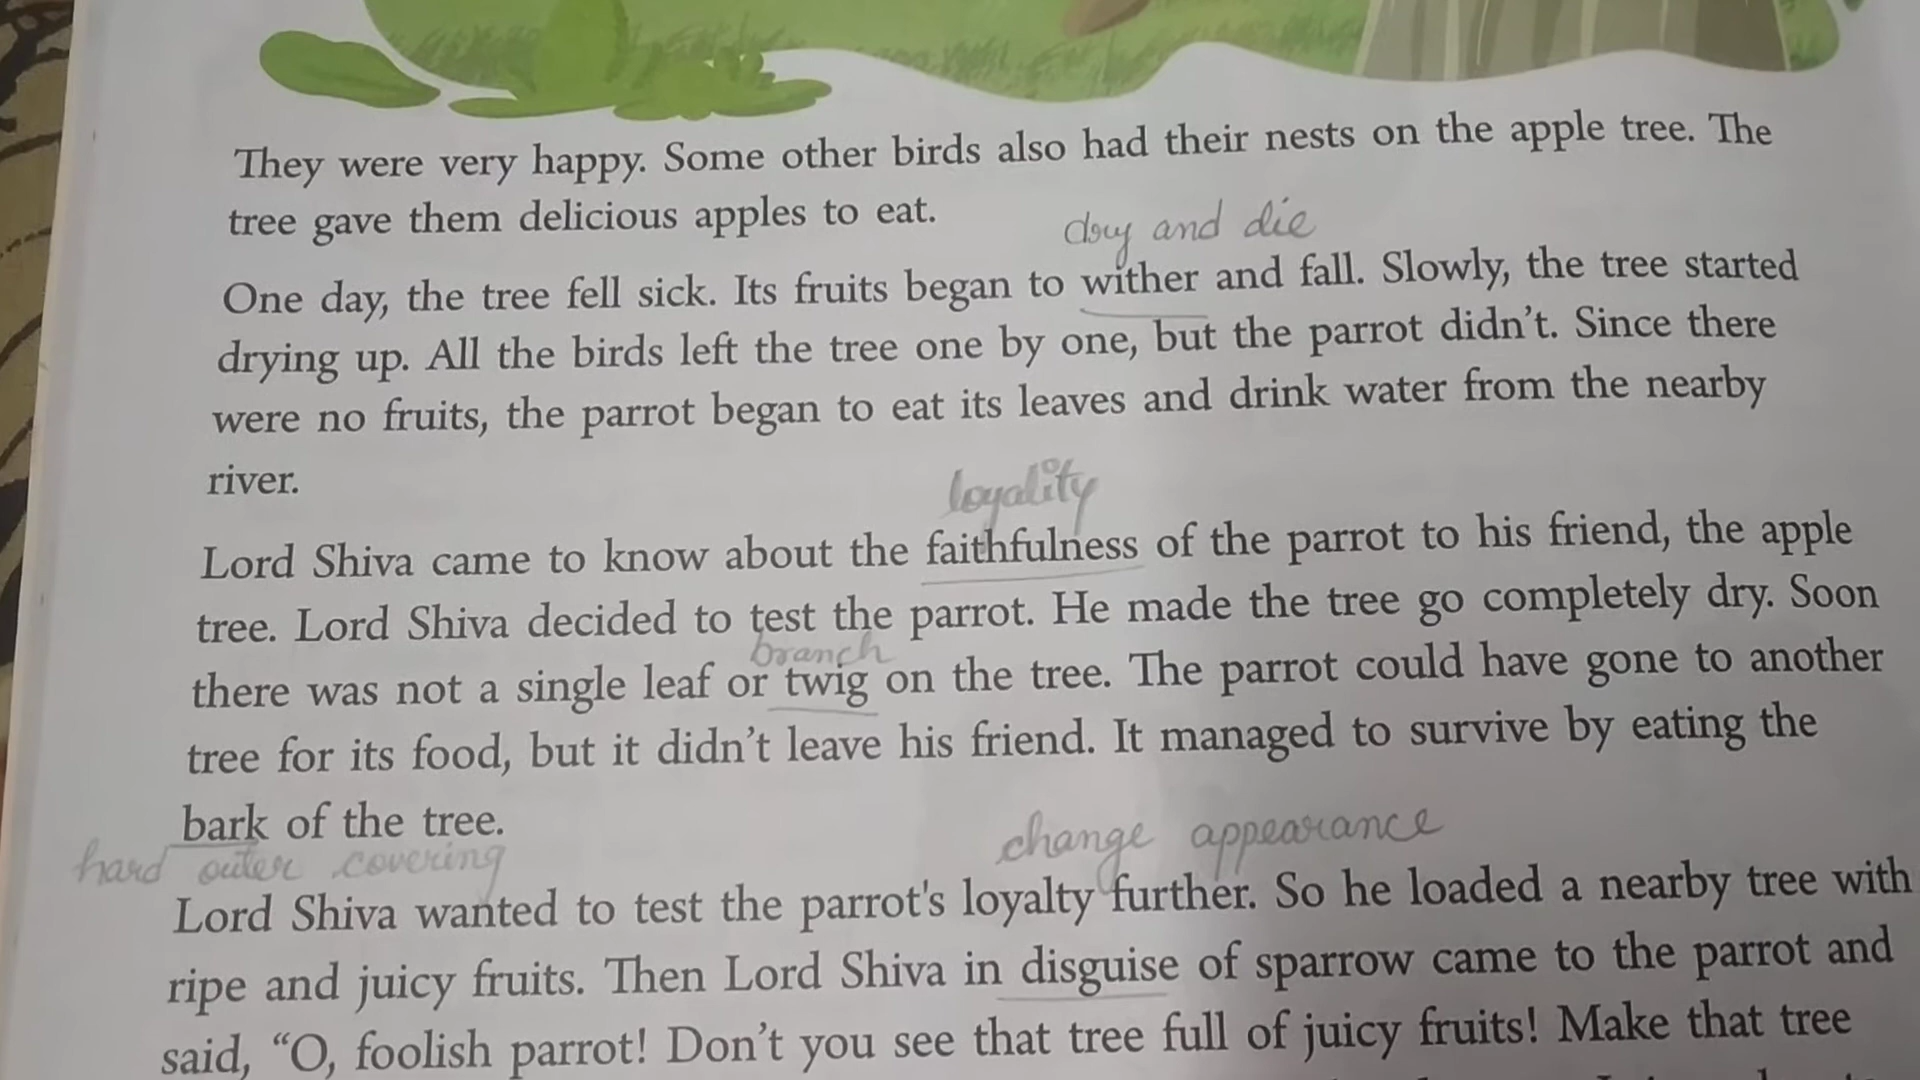 They were very happy. Some other birds also had their nests on the apple tree. The
tree gave them delicious apples to eat.
dry and die
One day, the tree fell sick. Its fruits began to wither and fall. Slowly, the tree started
drying up. All the birds left the tree one by one, but the parrot didn't. Since there
were no fruits, the parrot began to eat its leaves and drink water from the nearby
river.
loyality
Lord Shiva came to know about the faithfulness of the parrot to his friend, the apple
tree. Lord Shiva decided to test the parrot. He made the tree go completely dry. Soon
branch
there was not a single leaf or twig on the tree. The parrot could have gone to another
tree for its food, but it didn't leave his friend. It managed to survive by eating the
bark of the tree.
hard outer covering
change appearance
Lord Shiva wanted to test the parrot's loyalty further. So he loaded a nearby tree with
ripe and juicy fruits. Then Lord Shiva in disguise of sparrow came to the parrot and
said, “O, foolish parrot! Don't you see that tree full of juicy fruits! Make that tree